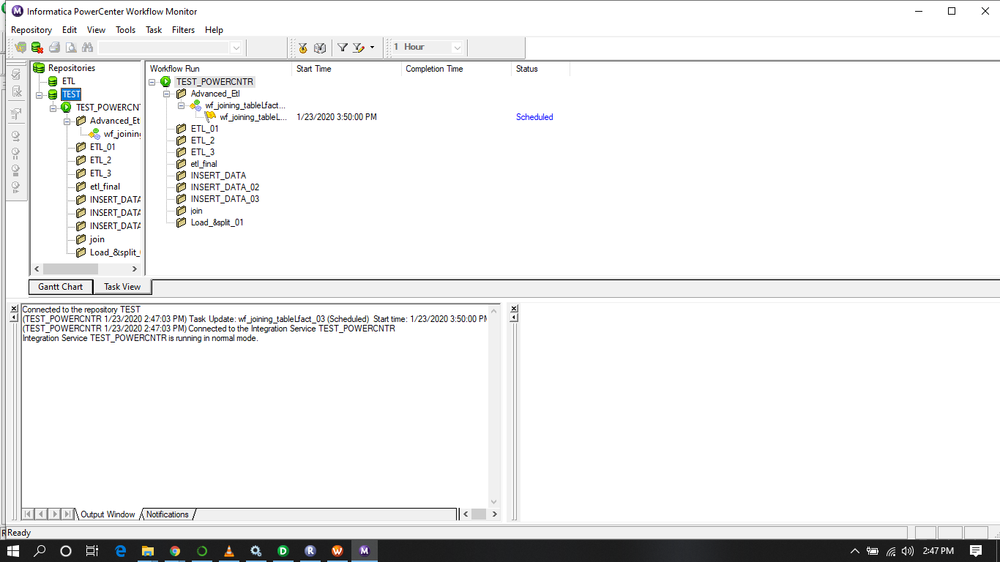 Informatica PowerCenter Workflow Monitor
Repository Edit View Tools Task Filters Help
1 Hour
Repositories
ETL
TEST
TEST_POWERCNT
Advanced_Et
wf_joining
ETL_01
ETL_2
ETL_3
etl_final
INSERT_DATA
INSERT_DATA
INSERT_DATA
join
Load_&split_
Workflow Run Start Time Completion Time Status
TEST_POWERCNTR
Advanced_Etl
wf_joining_tableLfact...
wf_joining_tableL... 1/23/2020 3:50:00 PM Scheduled
ETL_01
ETL_2
ETL_3
etl_final
INSERT_DATA
INSERT_DATA_02
INSERT_DATA_03
join
Load_&split_01
Gantt Chart Task View
Connected to the repository TEST
(TEST_POWERCNTR 1/23/2020 2:47:03 PM) Task Update: wf_joining_tableLfact_03 (Scheduled) Start time: 1/23/2020 3:50:00 PM
(TEST_POWERCNTR 1/23/2020 2:47:03 PM) Connected to the Integration Service TEST_POWERCNTR
Integration Service TEST_POWERCNTR is running in normal mode.
Output Window Notifications
Ready
2:47 PM